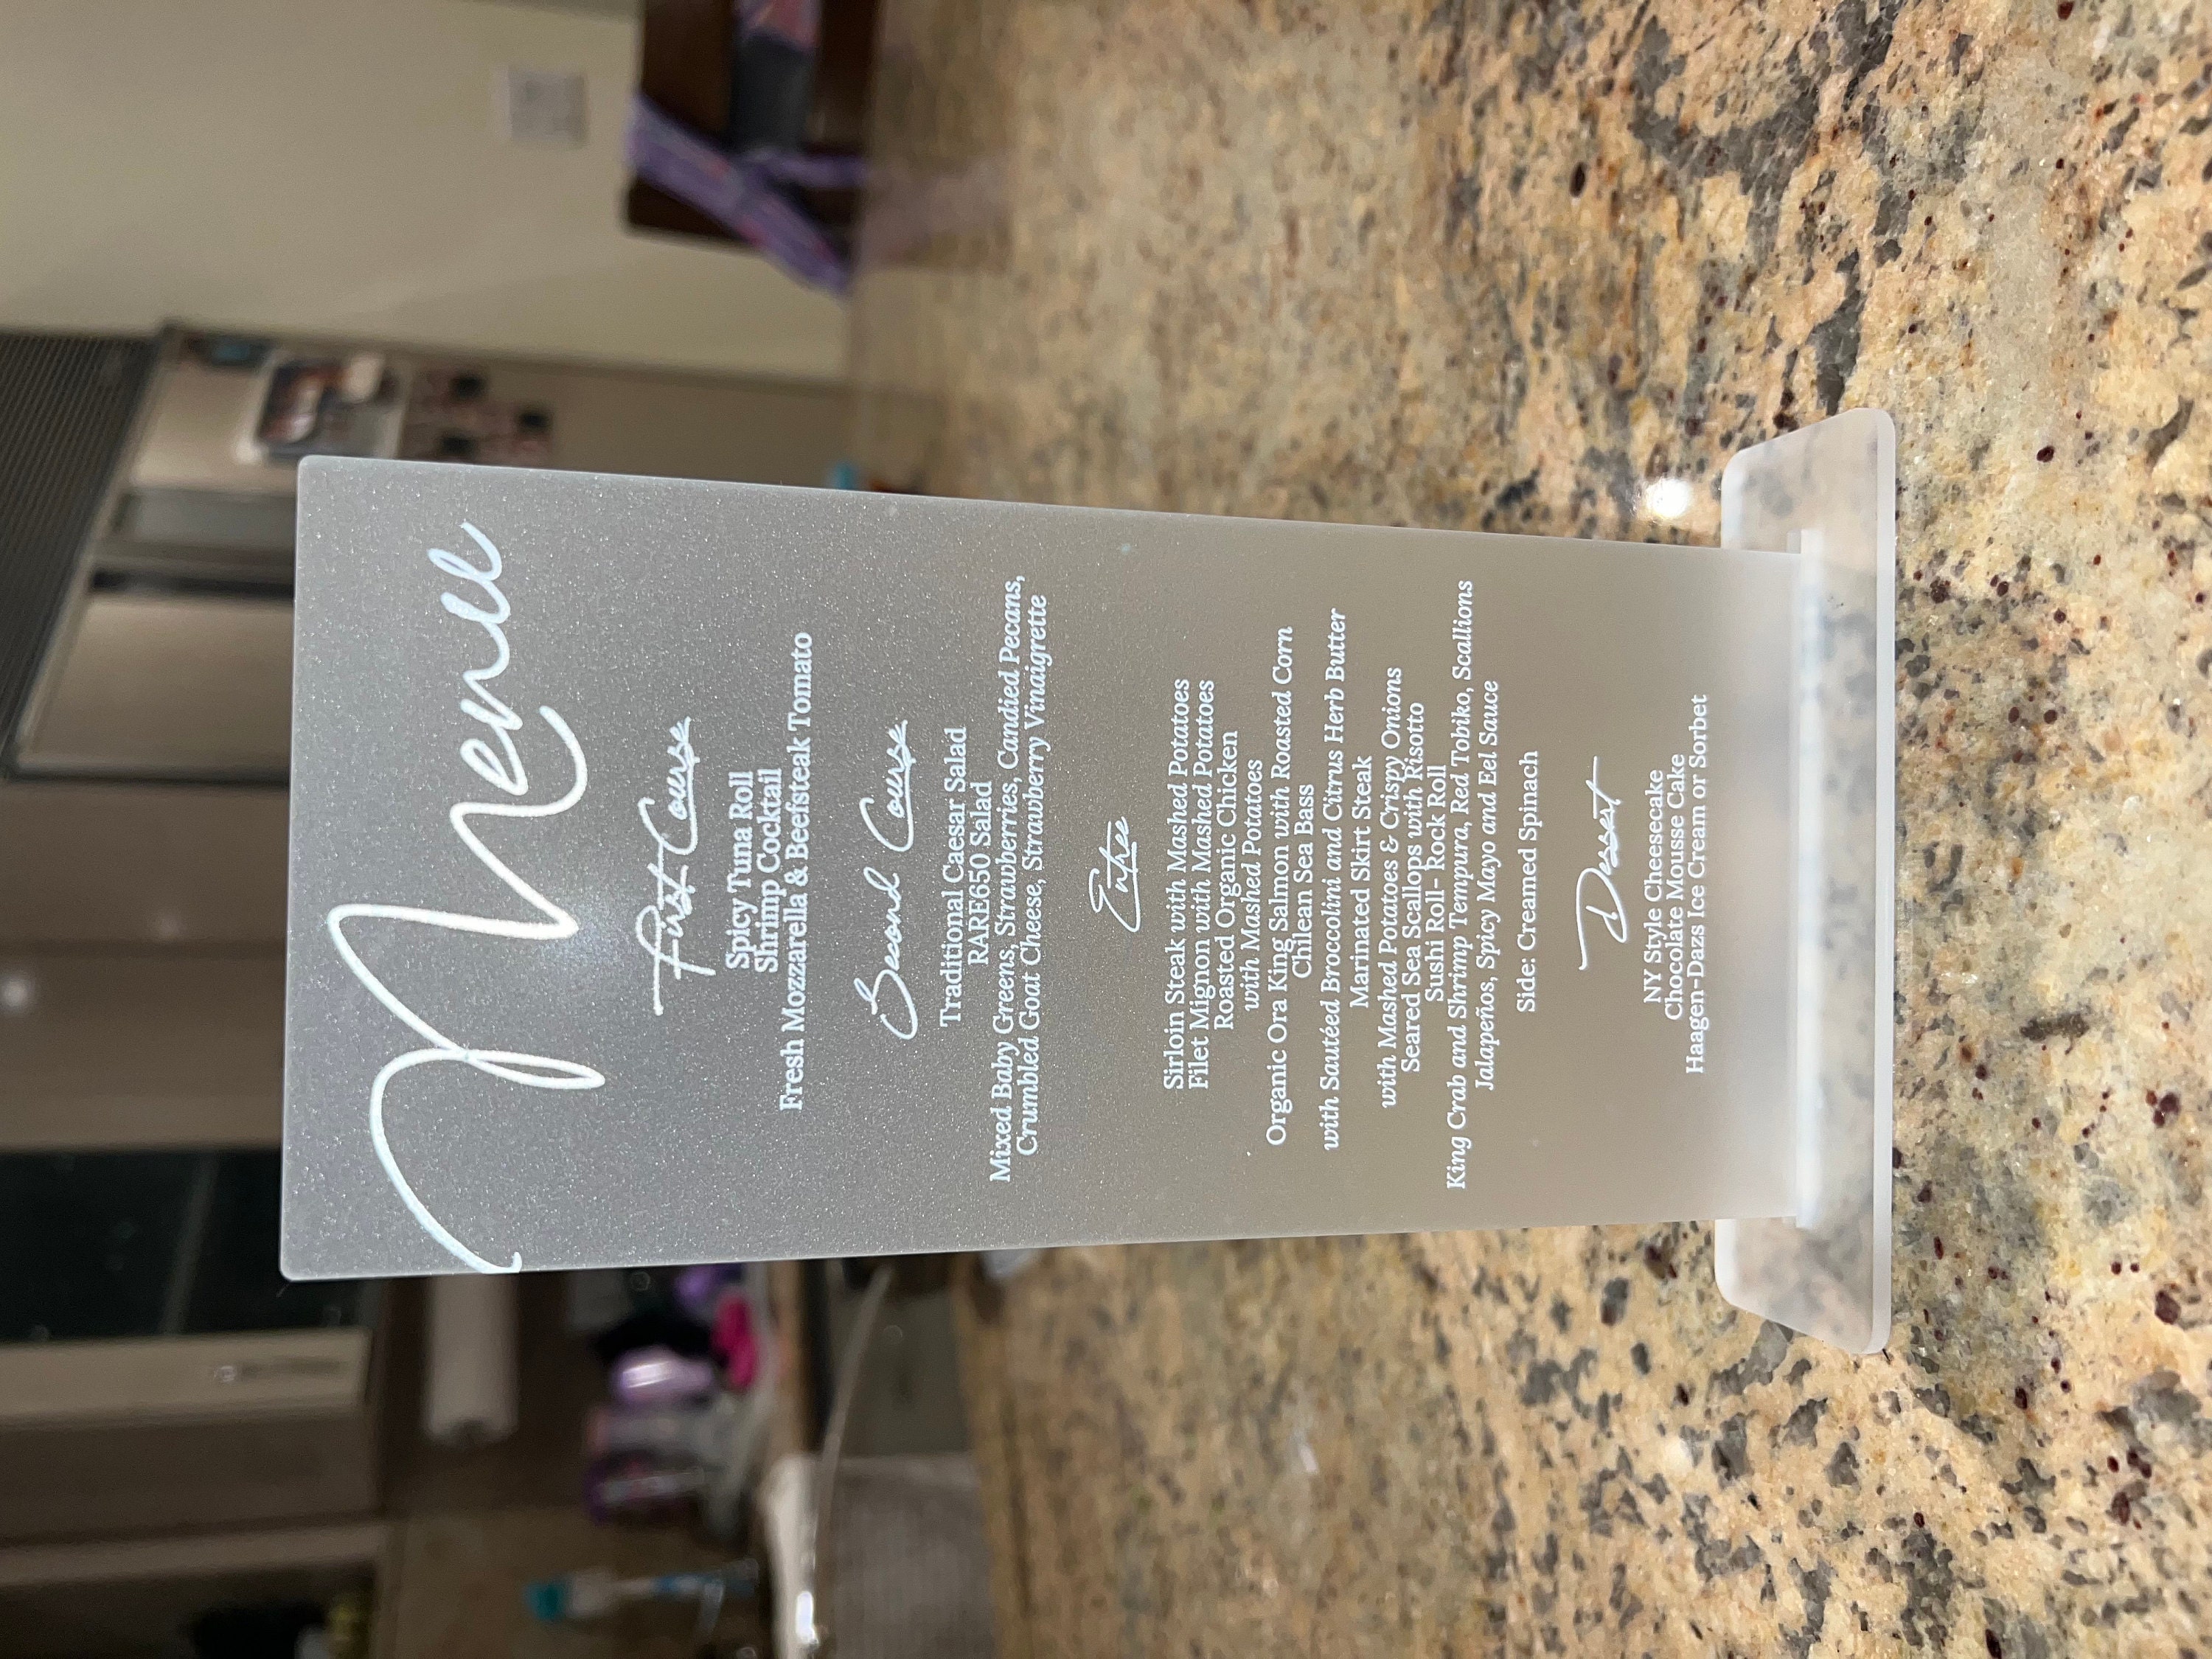 Menu
First Course
Spicy Tuna Roll
Shrimp Cocktail
Fresh Mozzarella & Beefsteak Tomato
Second Course
Traditional Caesar Salad
RARE650 Salad
Mixed Baby Greens, Strawberries, Candied Pecans,
Crumbled Goat Cheese, Strawberry Vinaigrette
Entree
Sirloin Steak with Mashed Potatoes
Filet Mignon with Mashed Potatoes
Roasted Organic Chicken
with Mashed Potatoes
Organic Ora King Salmon with Roasted Corn
Chilean Sea Bass
with Sautéed Broccolini and Citrus Herb Butter
Marinated Skirt Steak
with Mashed Potatoes & Crispy Onions
Seared Sea Scallops with Risotto
Sushi Roll- Rock Roll
King Crab and Shrimp Tempura, Red Tobiko, Scallions
Jalapeños, Spicy Mayo and Eel Sauce
Side: Creamed Spinach
Dessert
NY Style Cheesecake
Chocolate Mousse Cake
Haagen-Dazs Ice Cream or Sorbet